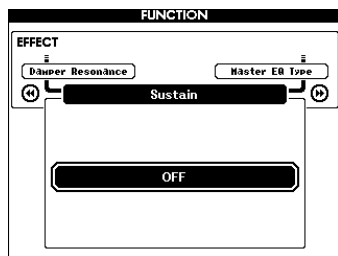 FUNCTION
EFFECT
Damper Resonance
Master EQ Type
Sustain
OFF